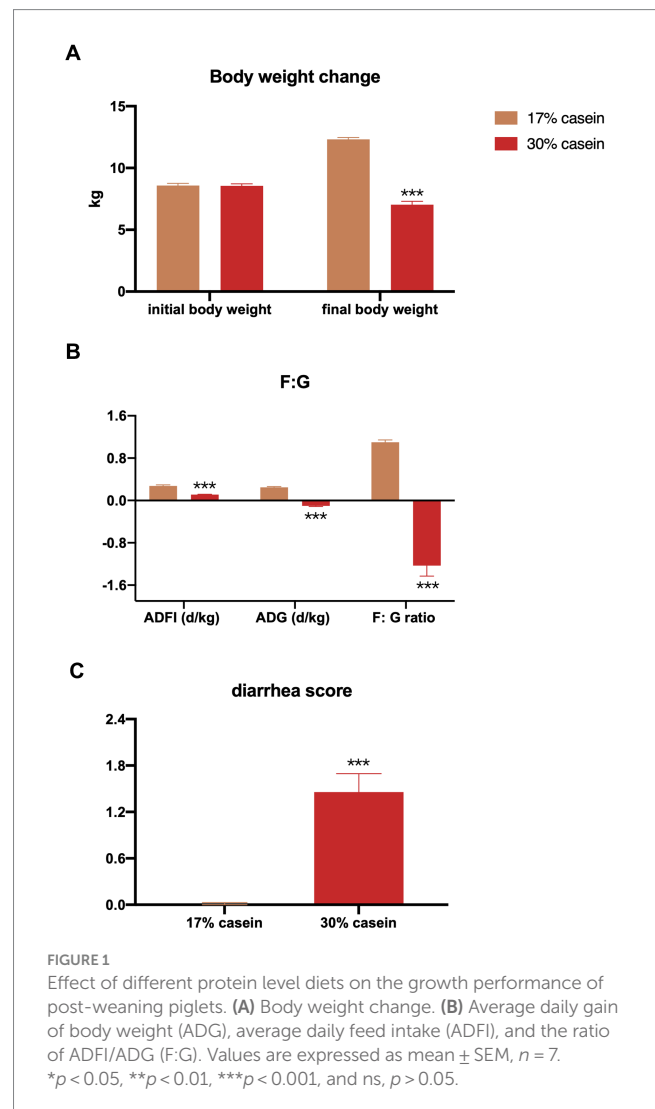 A
Body weight change
15
10
5
0
kg
17% casein
30% casein
***
initial body weight
final body weight
B
F:G
1.6
0.8
0.0
-0.8
-1.6
***
***
***
ADFI (d/kg)
ADG (d/kg)
F: G ratio
C
diarrhea score
2.4
1.8
1.2
0.6
0.0
***
17% casein
30% casein
FIGURE 1
Effect of different protein level diets on the growth performance of
post-weaning piglets. (A) Body weight change. (B) Average daily gain
of body weight (ADG), average daily feed intake (ADFI), and the ratio
of ADFI/ADG (F:G). Values are expressed as mean ± SEM, n = 7.
*p < 0.05, **p < 0.01, ***p < 0.001, and ns, p > 0.05.